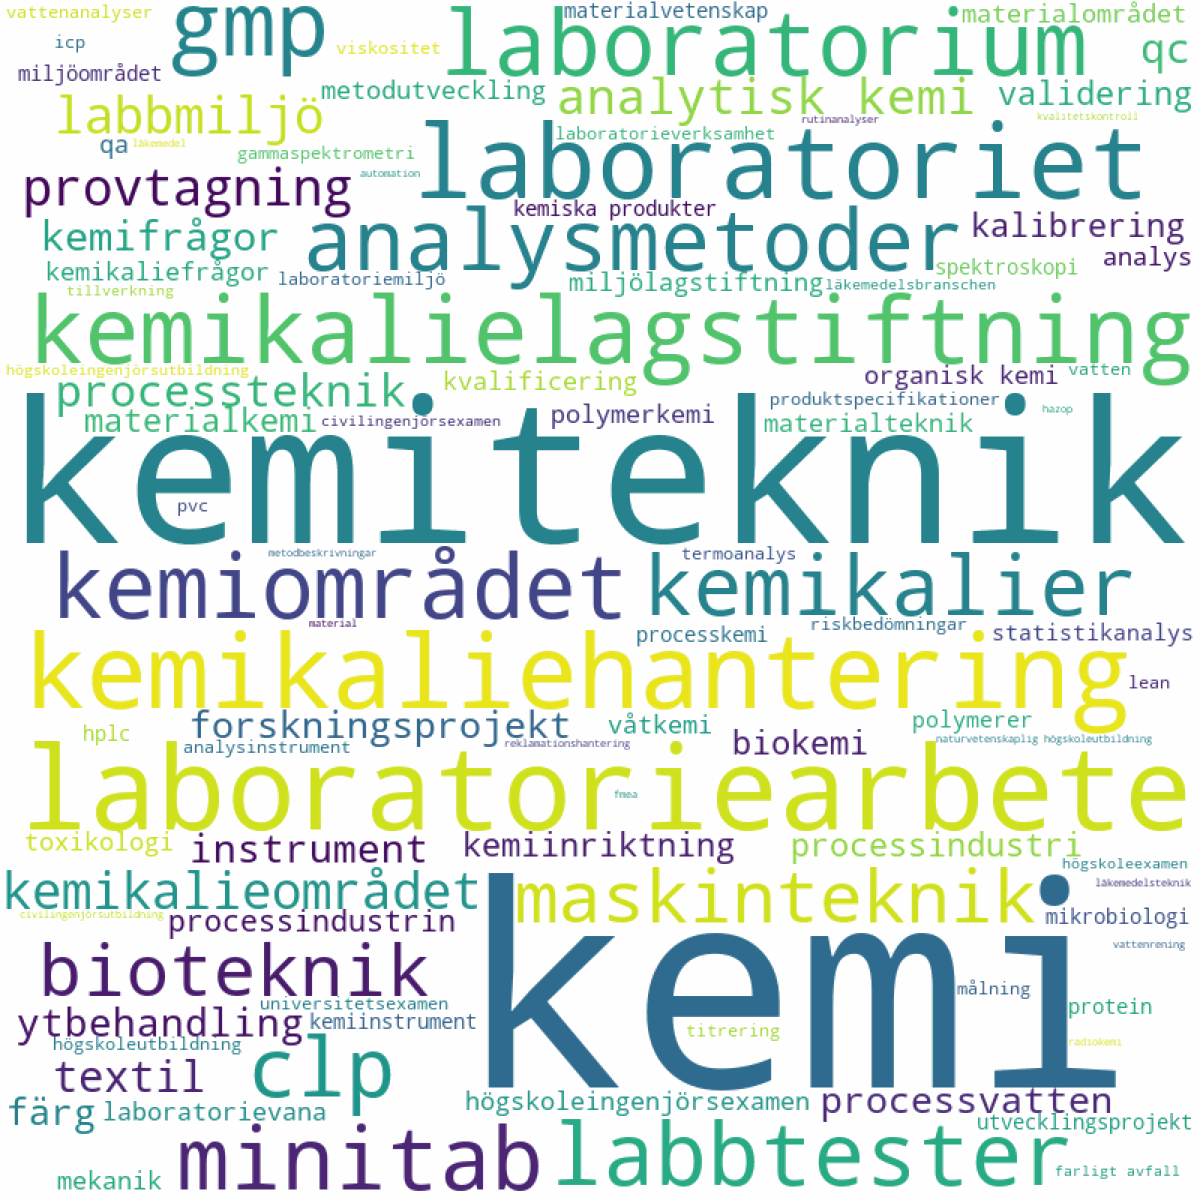 vattenanalyser
gmp
materialvetenskap
laboratorium
materialområdet
icp
viskositet
qc
miljöområdet
metodutveckling
analytisk kemi
validering
labbmiljö
laboratorieverksamhet
rutinanalyser
kvalitetskontroll
qa
läkemedel
gammaspektrometri
automation
laboratoriet
provtagning
kemiska produkter
kalibrering
kemifrågor
analysmetoder
analys
kemikaliefrågor
laboratoriemiljö
miljölagstiftning
läkemedelsbranschen
spektroskopi
tillverkning
kemikalielagstiftning
högskoleingenjörsutbildning
processteknik
kvalificering
organisk kemi
vatten
materialkemi
civilingenjörsexamen
polymerkemi
produktspecifikationer
materialteknik
hazop
kemiteknik
pvc
metodbeskrivningar
termoanalys
kemiområdet
kemikalier
material
processkemi
riskbedömningar
statistikanalys
kemikaliehantering
lean
hplc
forskningsprojekt
våtkemi
polymerer
analysinstrument
reklamationshantering
biokemi
naturvetenskaplig högskoleutbildning
laboratoriearbete
fmea
toxikologi
instrument
kemiinriktning
processindustri
högskoleexamen
kemikalieområdet
maskinteknik
läkemedelsteknik
civilingenjörsutbildning
processindustrin
mikrobiologi
bioteknik
kemi
vattenrening
målning
universitetsexamen
ytbehandling
kemiinstrument
titrering
protein
högskoleutbildning
radiokemi
textil
clp
färg
laboratorievana
högskoleingenjörsexamen
processvatten
utvecklingsprojekt
mekanik
minitab
labbtester
farligt avfall